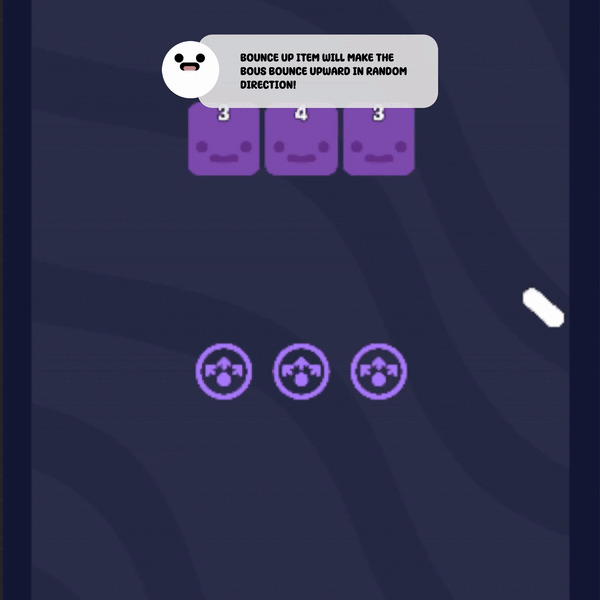 BOUNCE UP ITEM WILL MAKE THE
BOUS BOUNCE UPWARD IN RANDOM
DIRECTION!
3 4 3